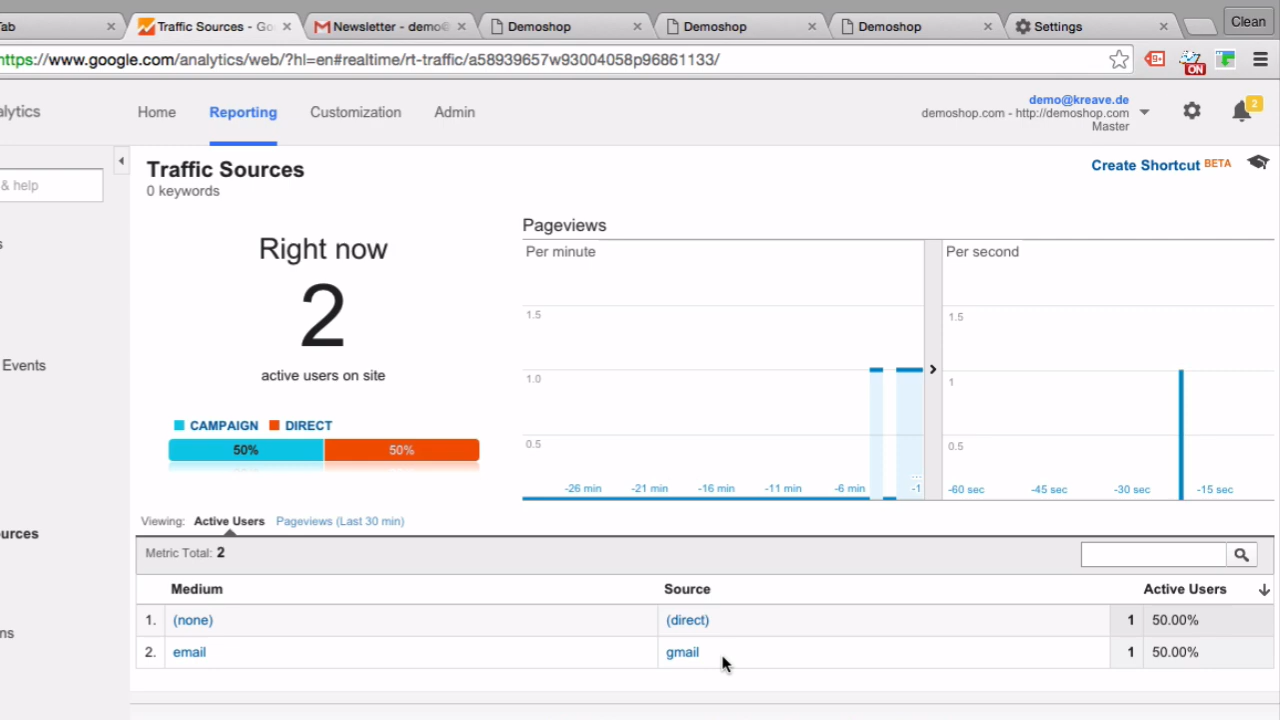 Tab
Traffic Sources - Go
Newsletter - demo@
Demoshop
Demoshop
Demoshop
Settings
Clean
https://www.google.com/analytics/web/?hl=en#realtime/rt-traffic/a58939657w93004058p96861133/
9+
ON
alytics
Home
Reporting
Customization
Admin
demo@kreave.de
demoshop.com - http://demoshop.com
Master
2
& help
Traffic Sources
0 keywords
Create Shortcut BETA
s
Events
urces
ns
Right now
2
active users on site
CAMPAIGN
DIRECT
50%
50%
Pageviews
Per minute
1.5
1.0
0.5
-26 min
-21 min
-16 min
-11 min
-6 min
-1
Per second
1.5
1
0.5
-60 sec
-45 sec
-30 sec
-15 sec
Viewing: Active Users Pageviews (Last 30 min)
Metric Total: 2
Medium Source Active Users
1. (none) (direct) 1 50.00%
2. email gmail 1 50.00%